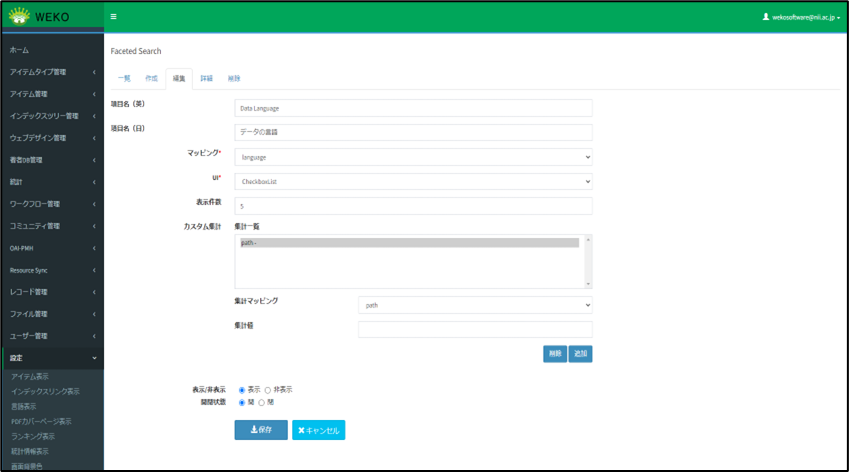 WEKO
wekosoftware@nii.ac.jp
ホーム
アイテムタイプ管理
アイテム管理
インデックスツリー管理
ウェブデザイン管理
著者DB管理
統計
ワークフロー管理
コミュニティ管理
OAI-PMH
Resource Sync
レコード管理
ファイル管理
ユーザー管理
設定
アイテム表示
インデックスリンク表示
言語表示
PDFカバーページ表示
ランキング表示
統計情報表示
画面背景色
Faceted Search
一覧 作成 編集 詳細 削除
項目名（英） Data Language
項目名（日） データの言語
マッピング* language
UI* CheckboxList
表示件数 5
カスタム集計 集計一覧
path -
集計マッピング path
集計値
削除 追加
表示/非表示 表示 非表示
開閉状態 開 閉
保存 キャンセル